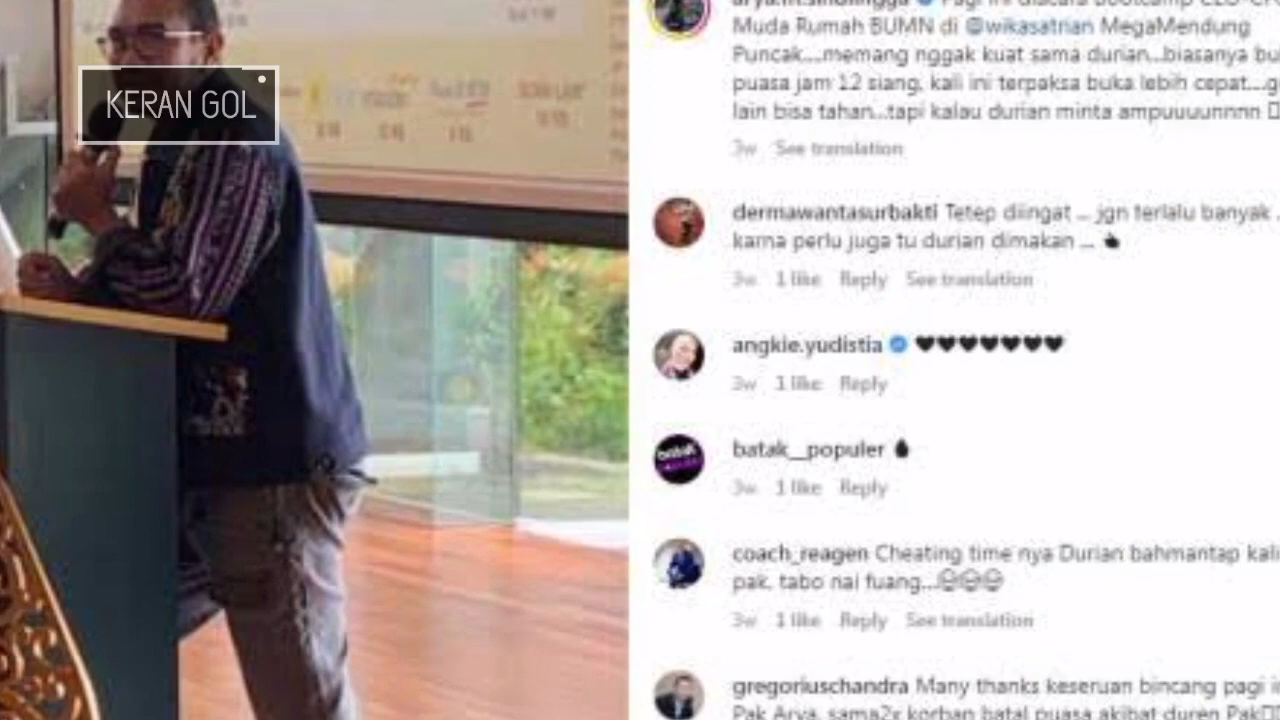 KERAN GOL
Muda Rumah BUMN di @wikasatrian MegaMendung
Puncak....memang nggak kuat sama durian...biasanya bu
puasa jam 12 siang, kali ini terpaksa buka lebih cepat....g
lain bisa tahan...tapi kalau durian minta ampuuuunnnn
3w See translation
dermawantasurbakti Tetep diingat ... jgn terlalu banyak
karna perlu juga tu durian dimakan ...
3w 1 like Reply See translation
angkie.yudistia
3w 1 like Reply
batak__populer
3w 1 like Reply
coach_reagen Cheating time nya Durian bahmantap kali
pak. tabo nai fuang...
3w 1 like Reply See translation
gregoriuschandra Many thanks keseruan bincang pagi i
Pak Arya, sama2x korban batal puasa akibat duren Pak